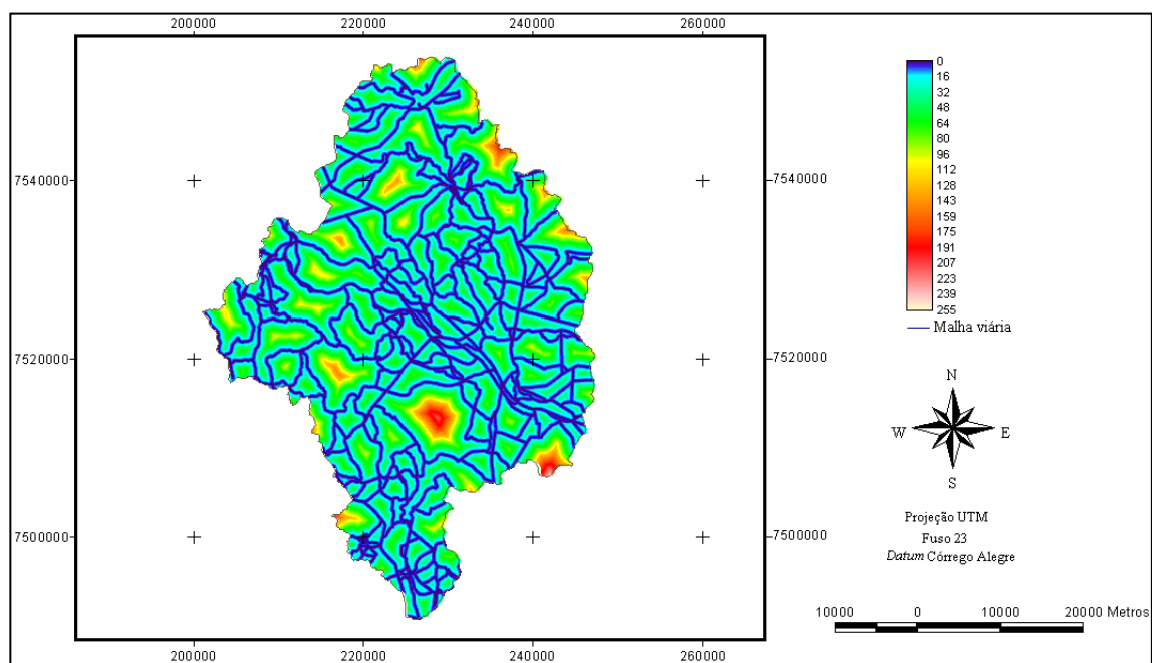 200000 220000 240000 260000
7540000 7540000
7520000 7520000
7500000 7500000
200000 220000 240000 260000
0
16
32
48
64
80
96
112
128
143
159
175
191
207
223
239
255
Malha viária
N
W E
S
Projeção UTM
Fuso 23
Datum Córrego Alegre
10000 0 10000 20000 Metros